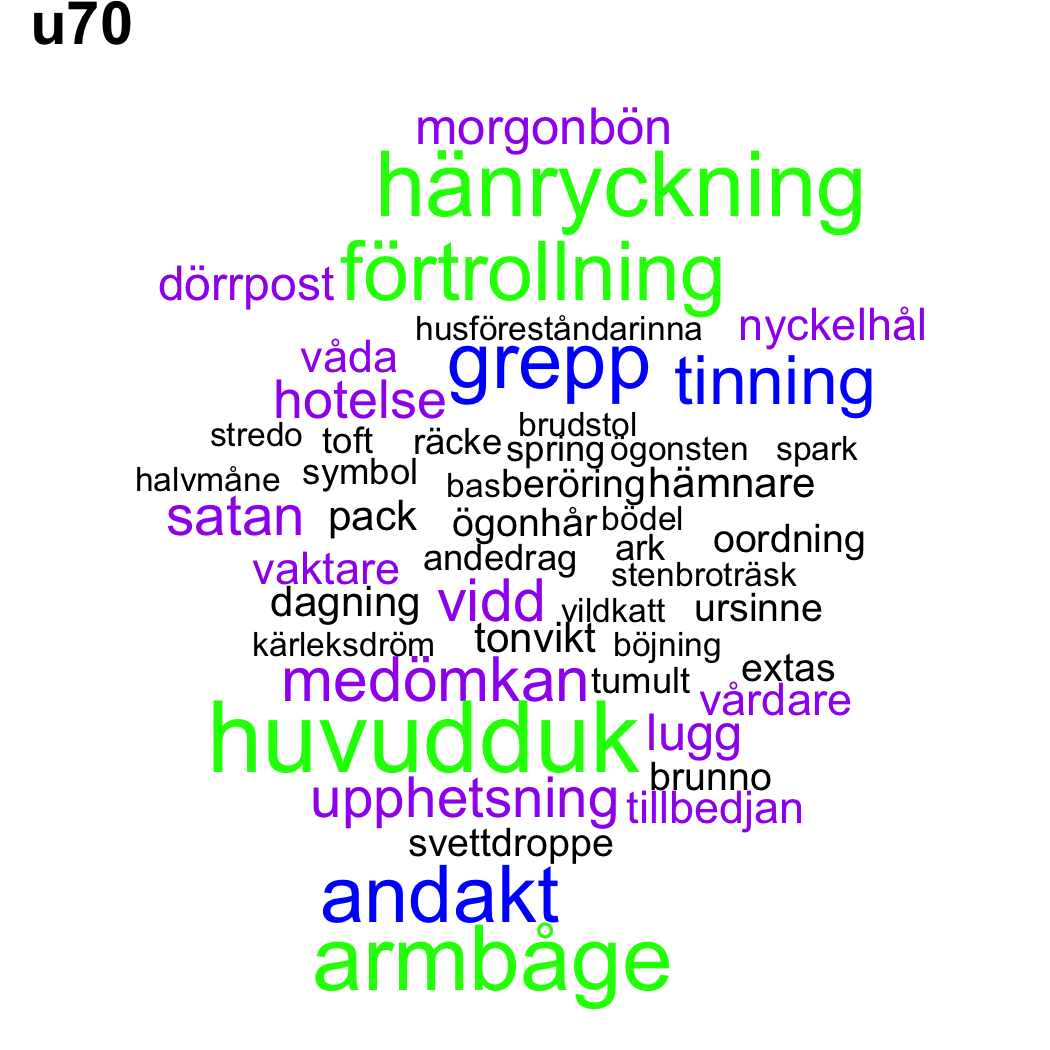 u70
morgonbön
hänryckning
förtrollning
dörrpost
husföreståndarinna
nyckelhål
våda
grepp
tinning
hotelse
brudstol
stredo
toft
räcke
spring
ögonsten
spark
halvmåne
symbol
bas
beröring
hämnare
satan
pack
ögonhår
bödel
oordning
ark
andedrag
vaktare
stenbroträsk
dagning
vidd
vildkatt
ursinne
kärleksdröm
tonvikt
böjning
extas
medömkan
tumult
vårdare
huvudduk
lugg
brunno
upphetsning
tillbedjan
svettdroppe
andakt
armbåge